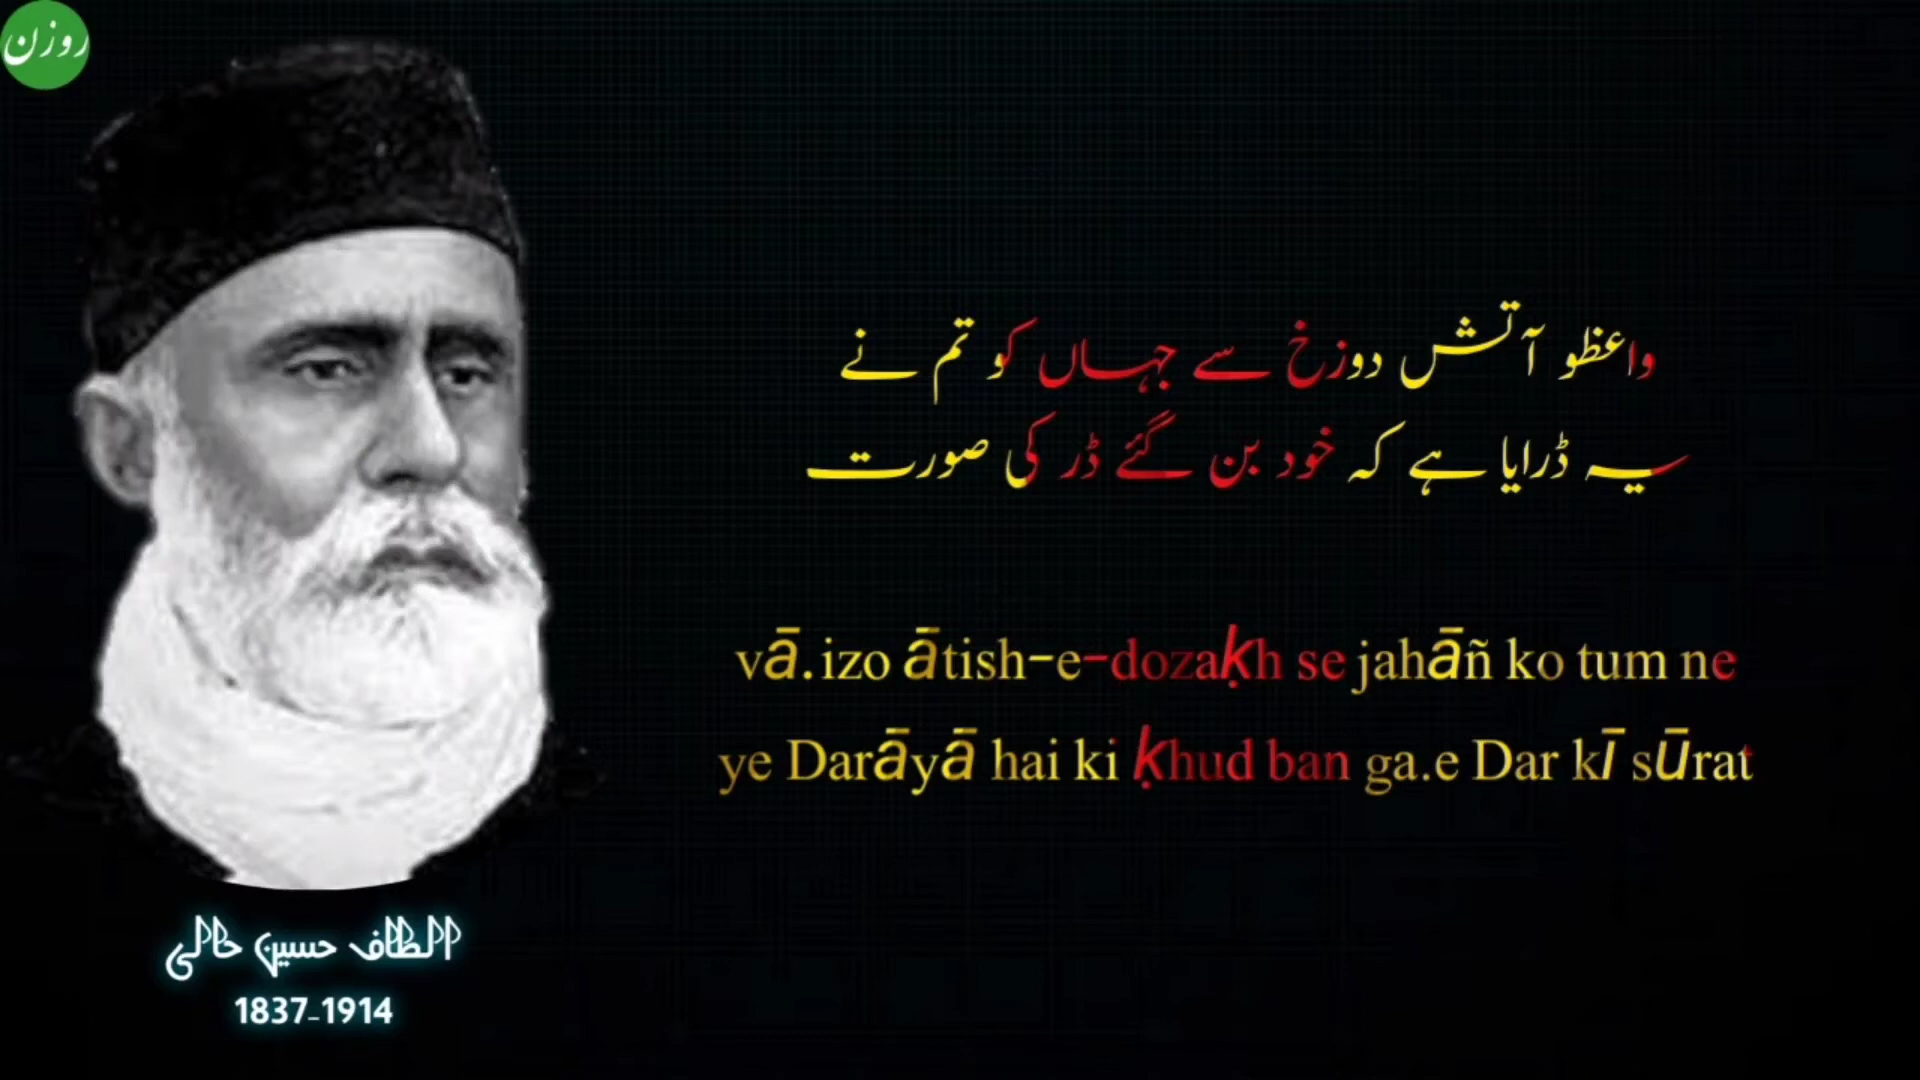 روزن
واعظو آتش دوزخ سے جہاں کو تم نے
یہ ڈرایا ہے کہ خود بن گئے ڈر کی صورت
vā.izo ātish-e-dozaḳh se jahāñ ko tum ne
ye Darāyā hai ki ḳhud ban ga.e Dar kī sūrat
الطاف حسین حالی
1837-1914